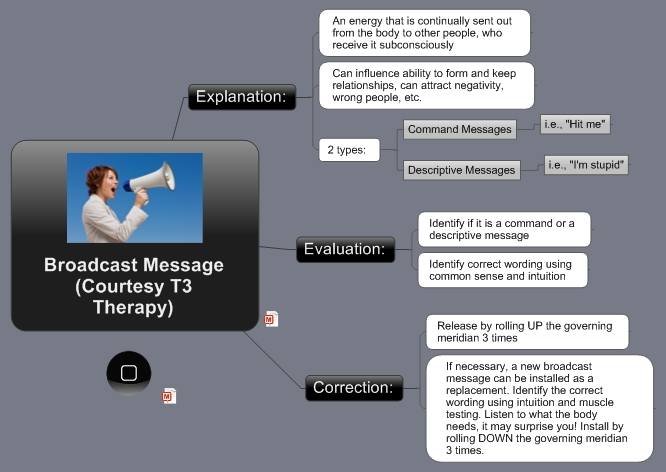 An energy that is continually sent out
from the body to other people, who
receive it subconsciously
Explanation:
Can influence ability to form and keep
relationships, can attract negativity,
wrong people, etc.
2 types:
Command Messages
i.e., "Hit me"
Descriptive Messages
i.e., "I'm stupid"
Broadcast Message
(Courtesy T3
Therapy)
Evaluation:
Identify if it is a command or a
descriptive message
Identify correct wording using
common sense and intuition
Correction:
Release by rolling UP the governing
meridian 3 times
If necessary, a new broadcast
message can be installed as a
replacement. Identify the correct
wording using intuition and muscle
testing. Listen to what the body
needs, it may surprise you! Install by
rolling DOWN the governing meridian
3 times.
M
M